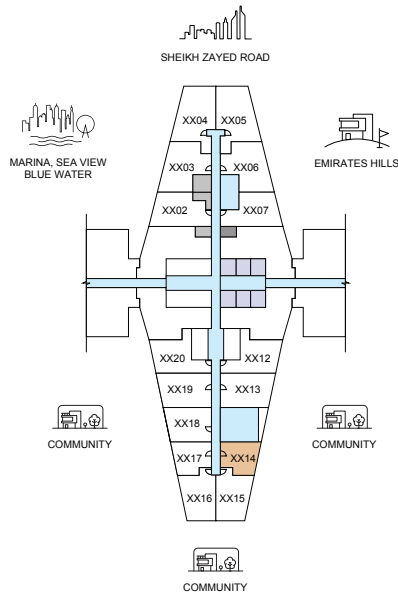 SHEIKH ZAYED ROAD
XX04 XX05
MARINA, SEA VIEW
BLUE WATER
XX03 XX06
EMIRATES HILLS
XX02 XX07
XX20 XX12
XX19 XX13
XX18
COMMUNITY
COMMUNITY
XX17 XX14
XX16 XX15
COMMUNITY